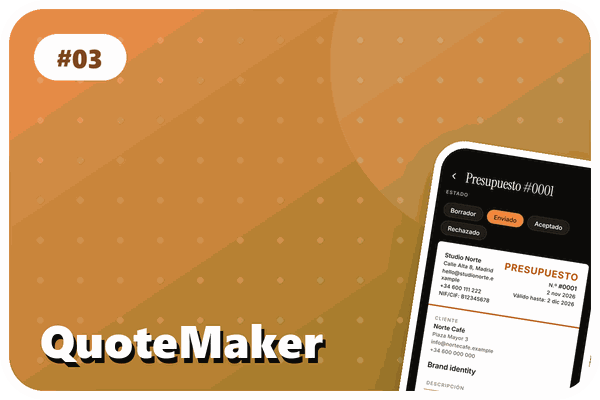 #03
QuoteMaker
Presupuesto #0001
ESTADO
Borrador
Enviado
Aceptado
Rechazado
Studio Norte
Calle Alta 8, Madrid
hello@studionorte.e
xample
+34 600 111 222
NIF/CIF: B12345678
PRESUPUESTO
N.º #0001
2 nov 2026
Válido hasta: 2 dic 2026
CLIENTE
Norte Café
Plaza Mayor 3
info@nortecafe.example
+34 600 000 000
Brand identity
DESCRIPCIÓN